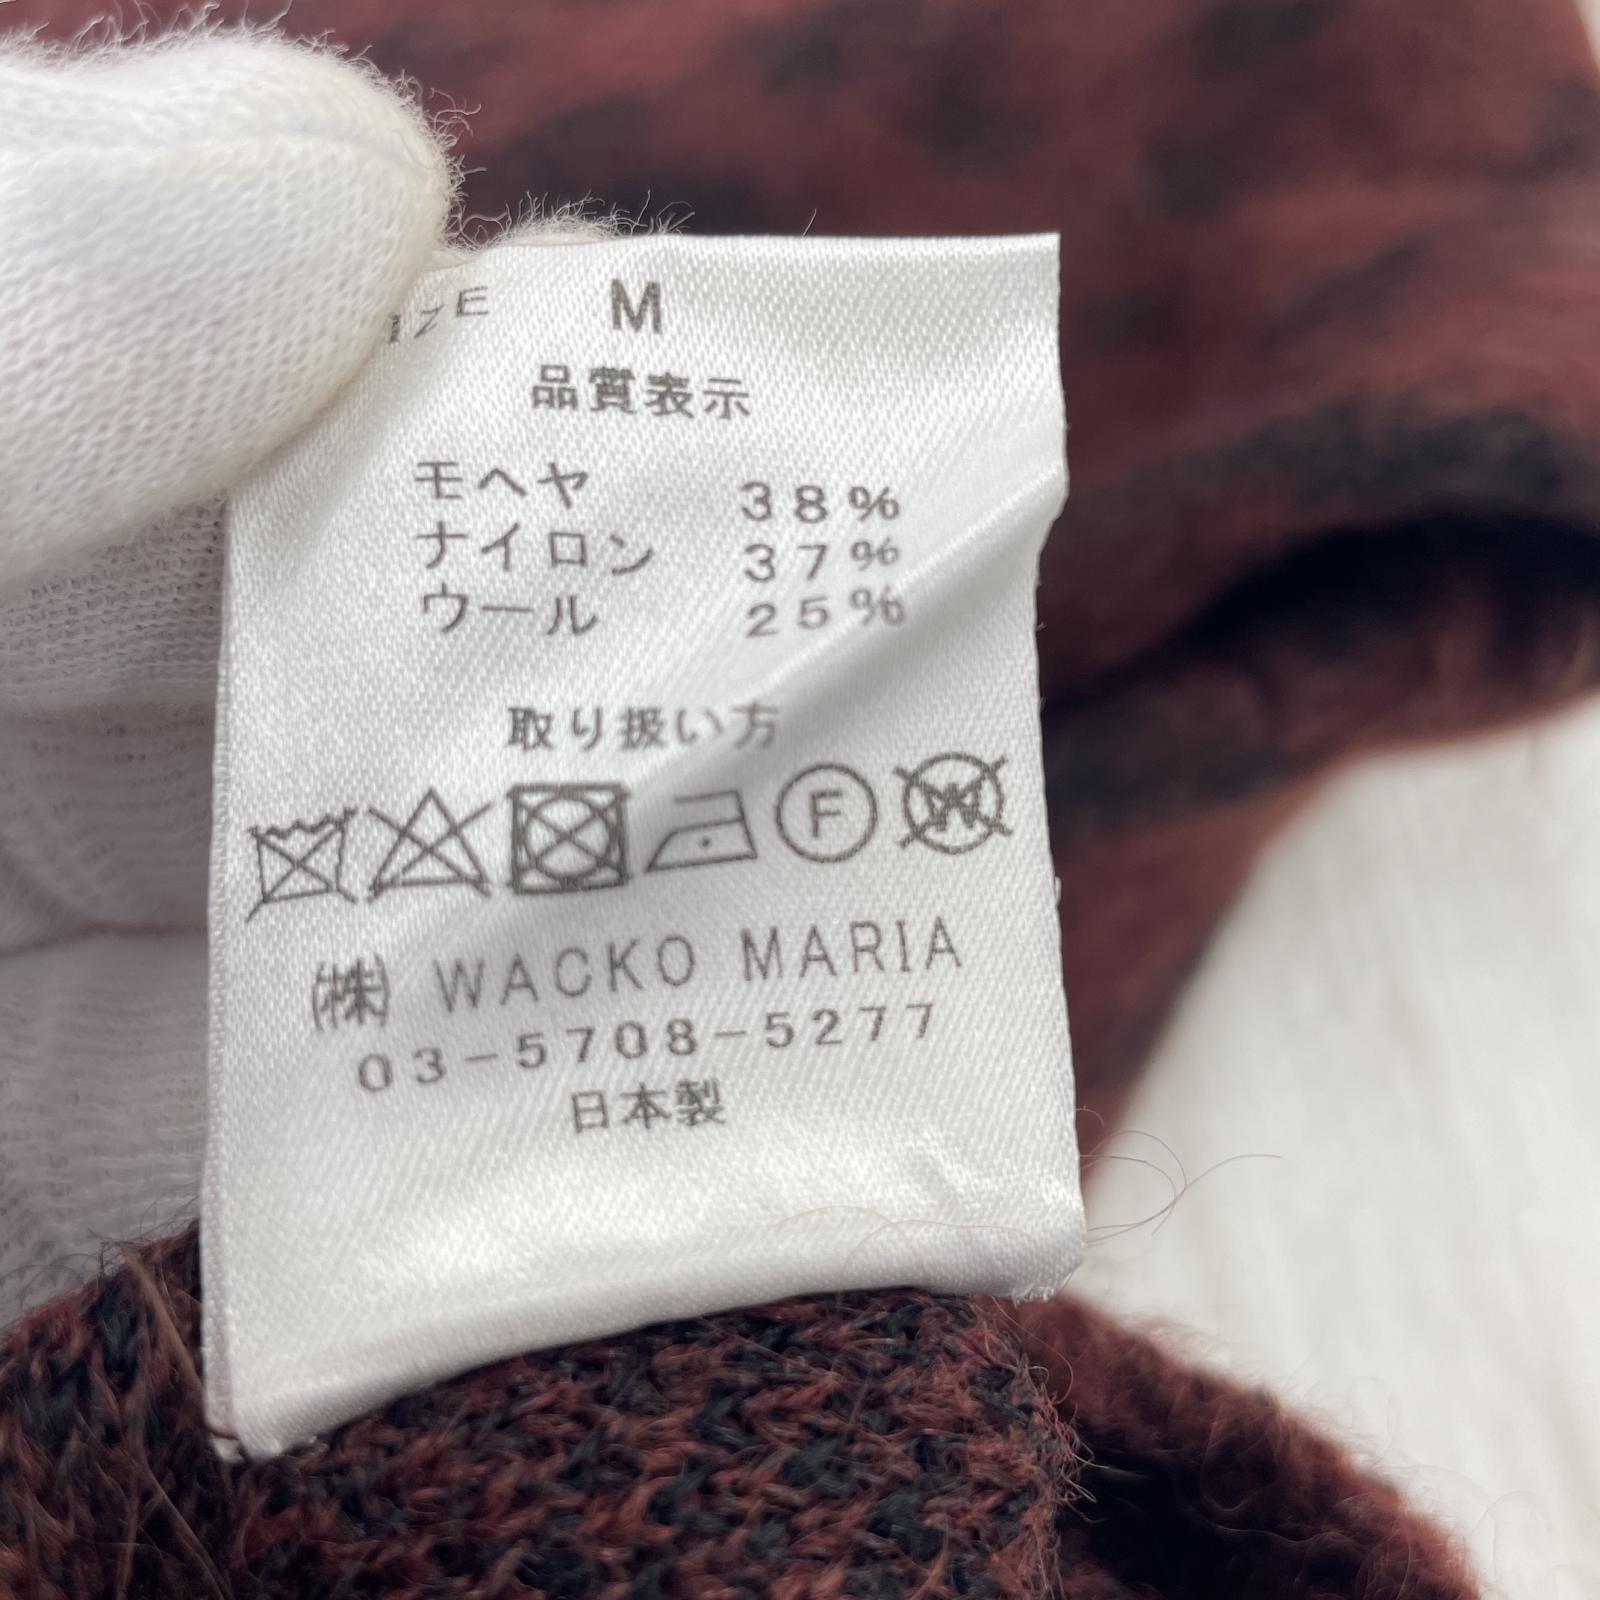 SIZE M
品質表示
モヘヤ 38%
ナイロン 37%
ウール 25%
取り扱い方
F W
㈱ WACKO MARIA
03-5708-5277
日本製